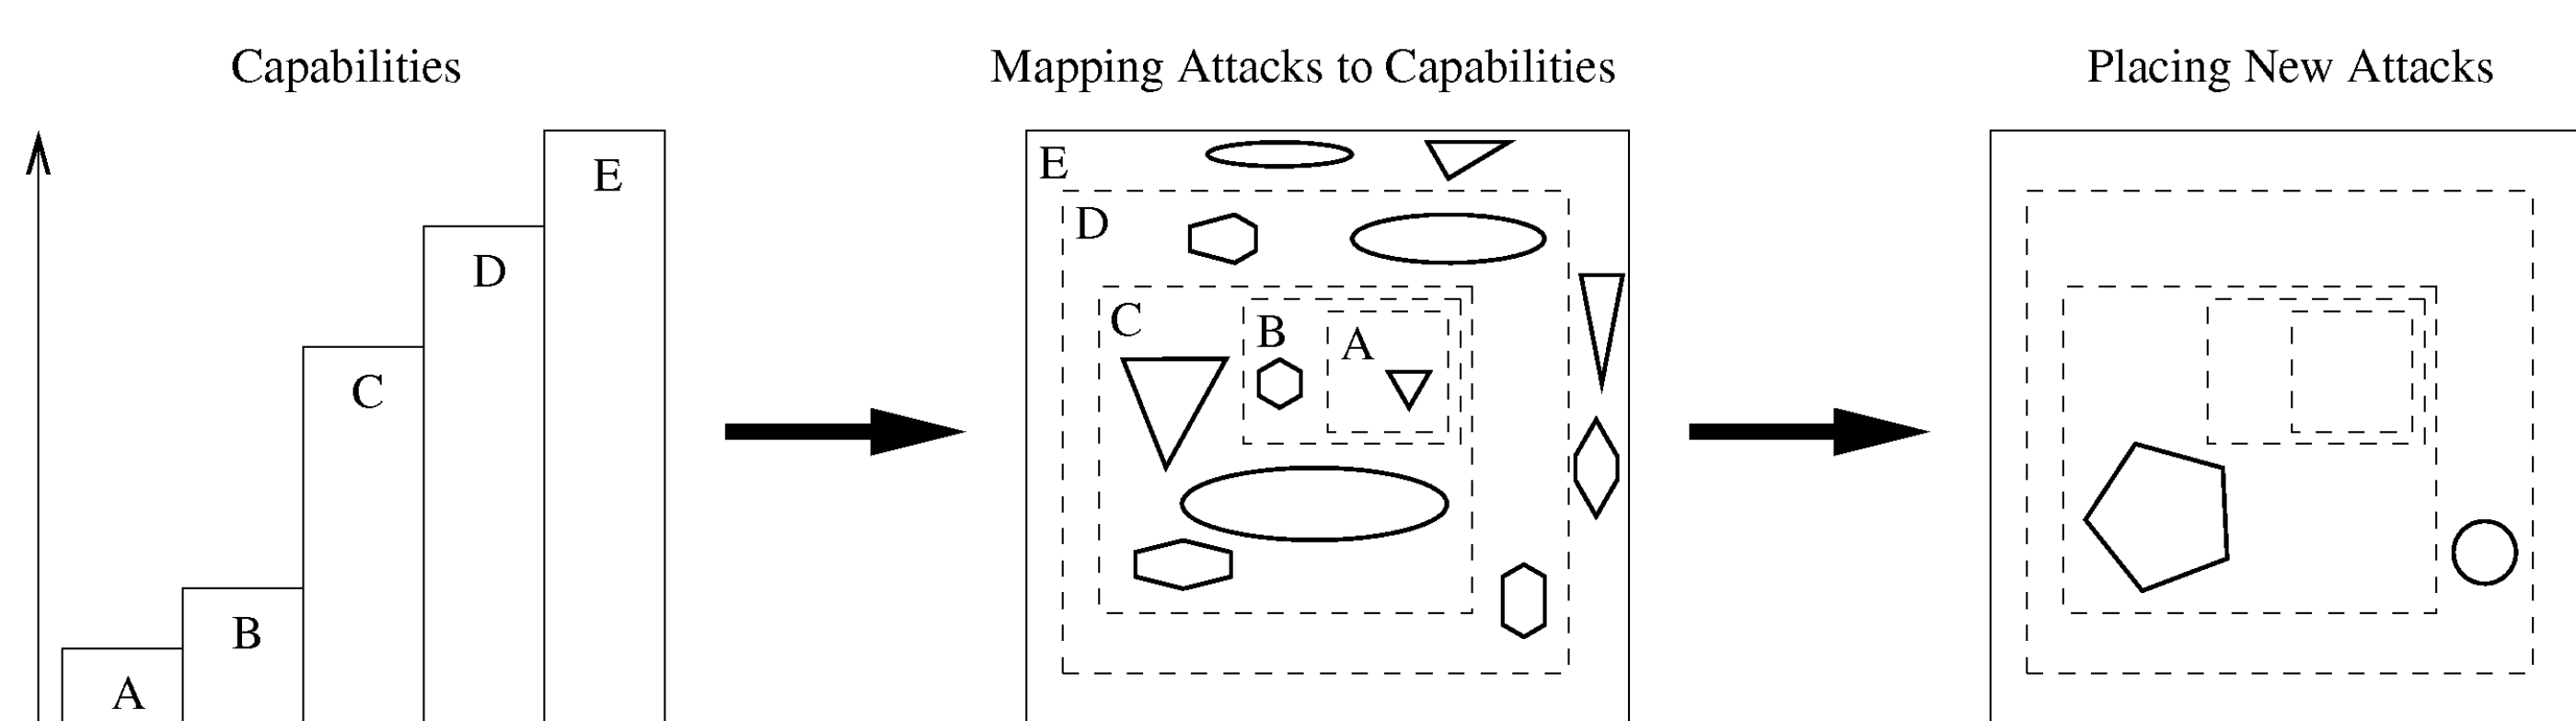 Capabilities
Mapping Attacks to Capabilities
Placing New Attacks
E
D
C
B
A
E
D
C
B
A